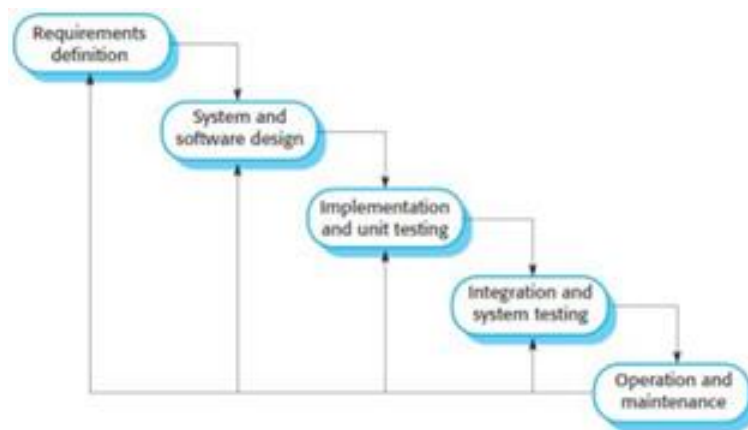 Requirements
definition
System and
software design
Implementation
and unit testing
Integration and
system testing
Operation and
maintenance